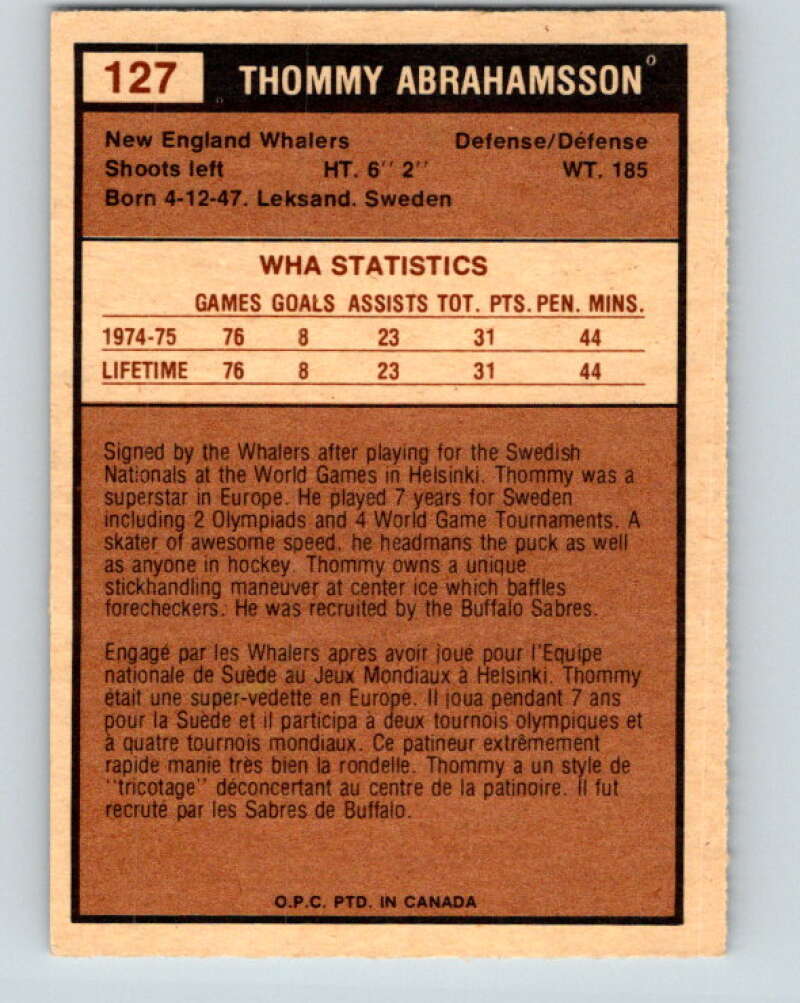 127 THOMMY ABRAHAMSSON
New England Whalers Defense/Défense
Shoots left HT. 6'' 2'' WT. 185
Born 4-12-47. Leksand. Sweden
WHA STATISTICS
GAMES GOALS ASSISTS TOT. PTS. PEN. MINS.
1974-75 76 8 23 31 44
LIFETIME 76 8 23 31 44
Signed by the Whalers after playing for the Swedish
Nationals at the World Games in Helsinki. Thommy was a
superstar in Europe. He played 7 years for Sweden
including 2 Olympiads and 4 World Game Tournaments. A
skater of awesome speed, he headmans the puck as well
as anyone in hockey. Thommy owns a unique
stickhandling maneuver at center ice which baffles
forecheckers. He was recruited by the Buffalo Sabres.
Engagé par les Whalers après avoir joué pour l'Equipe
nationale de Suède au Jeux Mondiaux à Helsinki. Thommy
était une super-vedette en Europe. Il joua pendant 7 ans
pour la Suède et il participa à deux tournois olympiques et
à quatre tournois mondiaux. Ce patineur extrêmement
rapide manie très bien la rondelle. Thommy a un style de
"tricotage" déconcertant au centre de la patinoire. Il fut
recruté par les Sabres de Buffalo.
O.P.C. PTD. IN CANADA